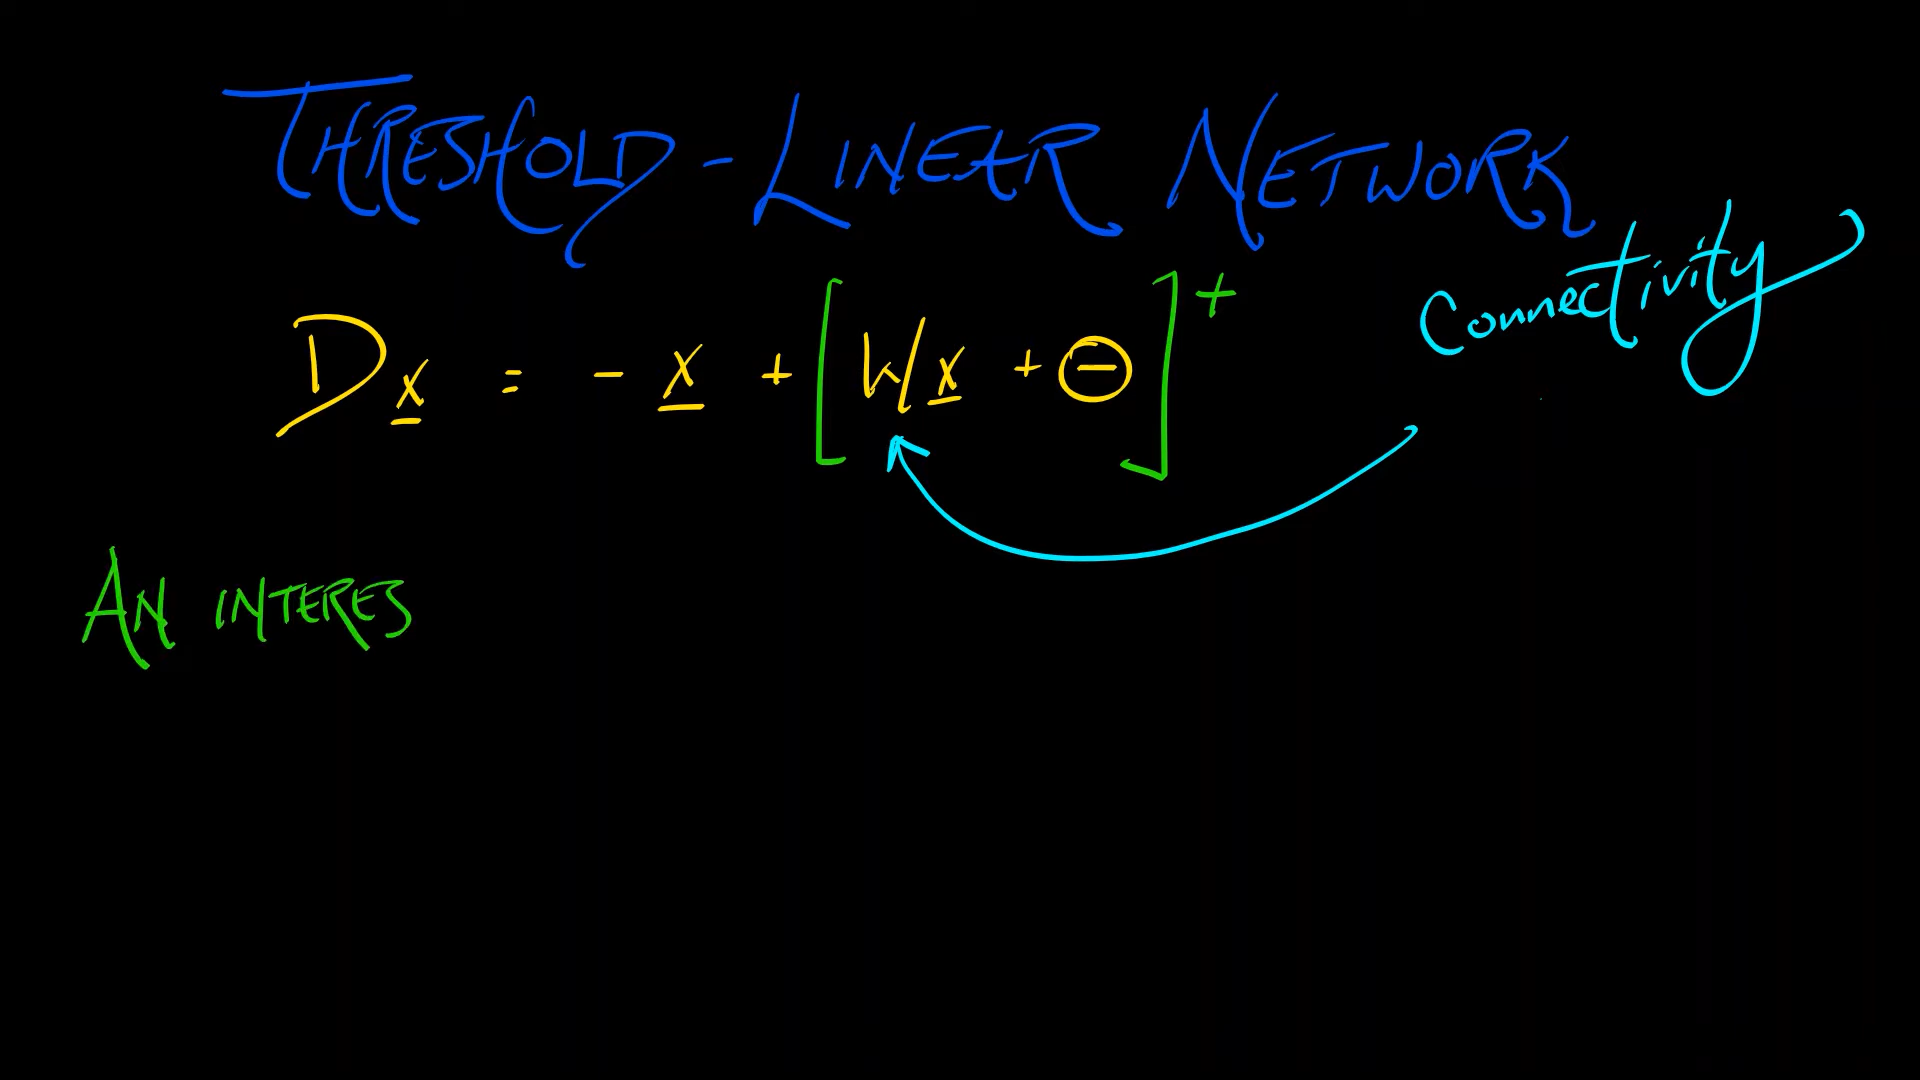 THRESHOLD-LINEAR NETWORK
Connectivity
Dx = -x + [Wx + Θ]⁺
AN INTERES